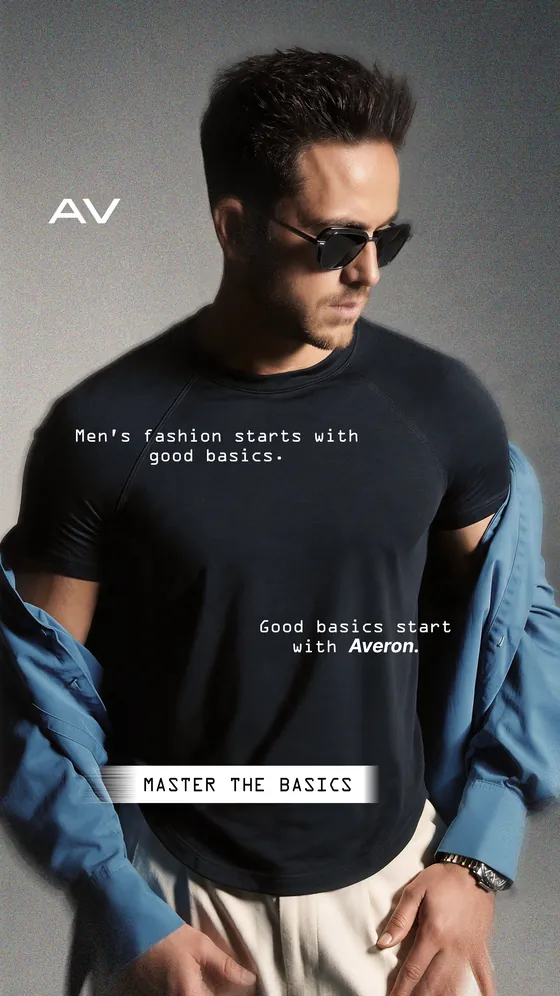 AV
Men's fashion starts with
good basics.
Good basics start
with Averon.
MASTER THE BASICS